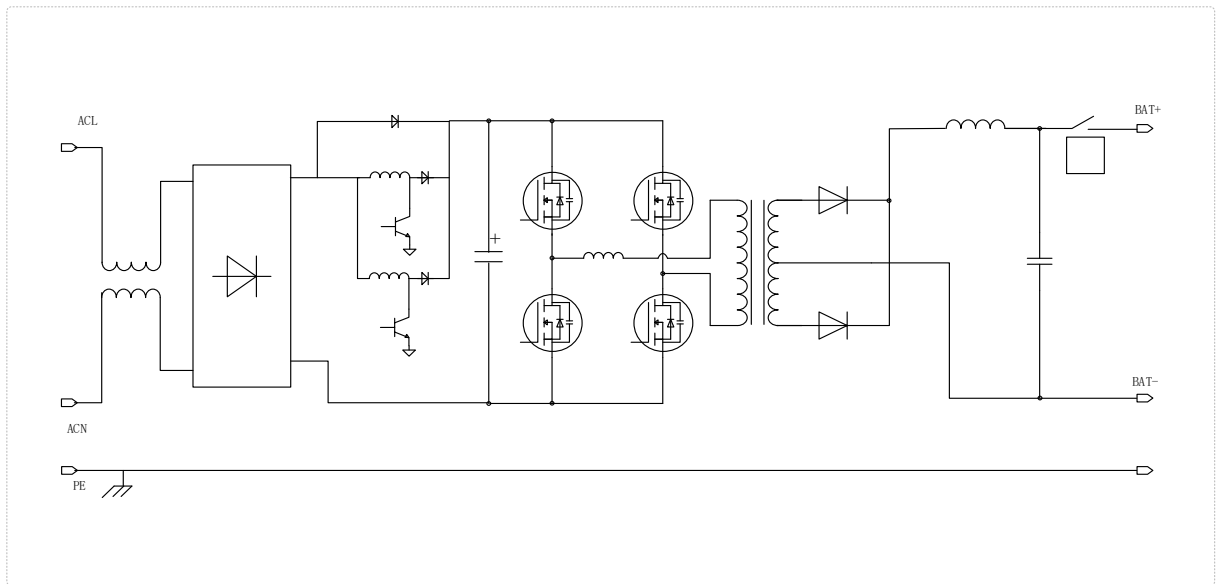 ACL
BAT+
BAT-
ACN
PE